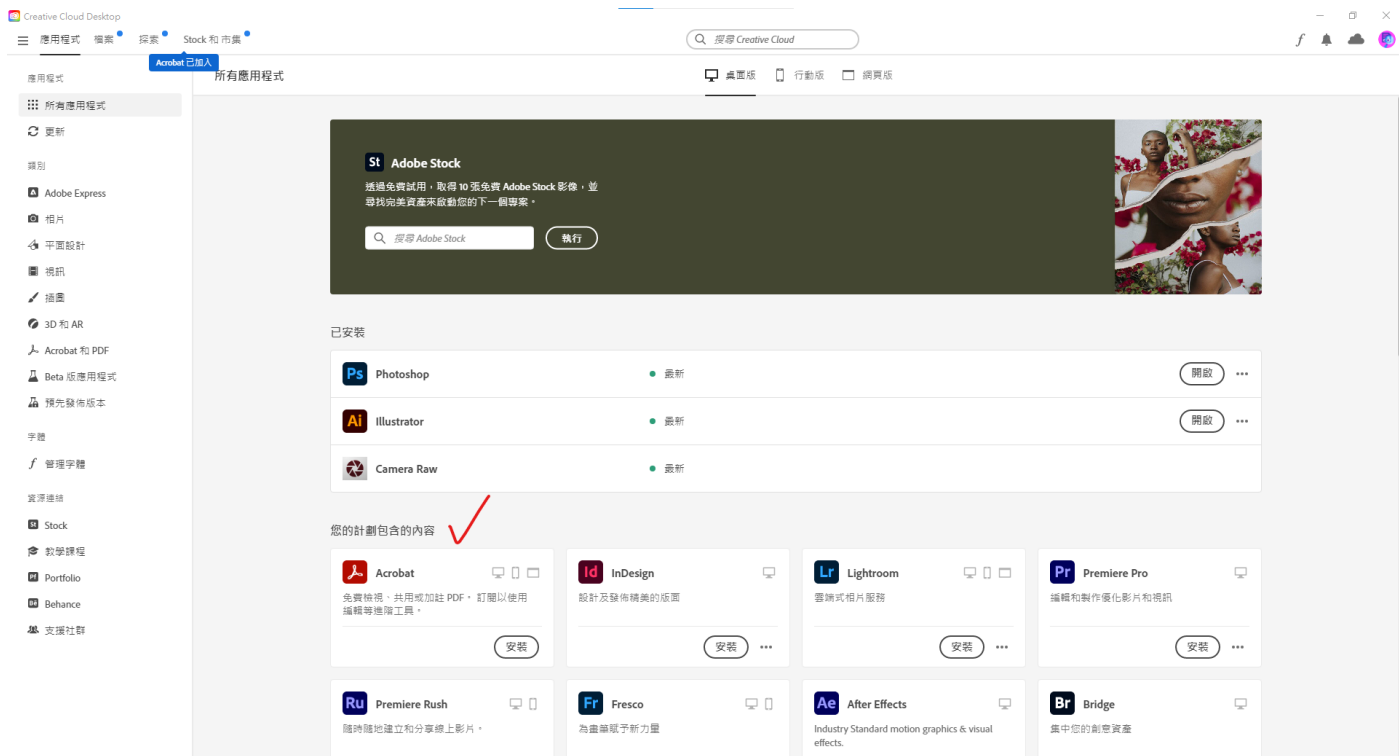 Creative Cloud Desktop
應用程式 檔案 探索 Stock 和 市集
搜尋 Creative Cloud
Acrobat 已加入
應用程式
所有應用程式
更新
類別
Adobe Express
相片
平面設計
視訊
插圖
3D 和 AR
Acrobat 和 PDF
Beta 版應用程式
預先發佈版本
字體
管理字體
資源連結
Stock
教學課程
Portfolio
Behance
支援社群
所有應用程式
桌面版 行動版 網頁版
St Adobe Stock
透過免費試用，取得 10 張免費 Adobe Stock 影像，並
尋找完美資產來啟動您的下一個專案。
搜尋 Adobe Stock 執行
已安裝
Ps Photoshop 最新 開啟
Ai Illustrator 最新 開啟
Camera Raw 最新
您的計劃包含的內容
Acrobat
免費檢視、共用或加註 PDF。 訂閱以使用
編輯等進階工具。
安裝
Id InDesign
設計及發佈精美的版面
安裝
Lr Lightroom
雲端式相片服務
安裝
Pr Premiere Pro
編輯和製作優化影片和視訊
安裝
Ru Premiere Rush
隨時隨地建立和分享線上影片。
Fr Fresco
為畫筆賦予新力量
Ae After Effects
Industry Standard motion graphics & visual
effects.
Br Bridge
集中您的創意資產